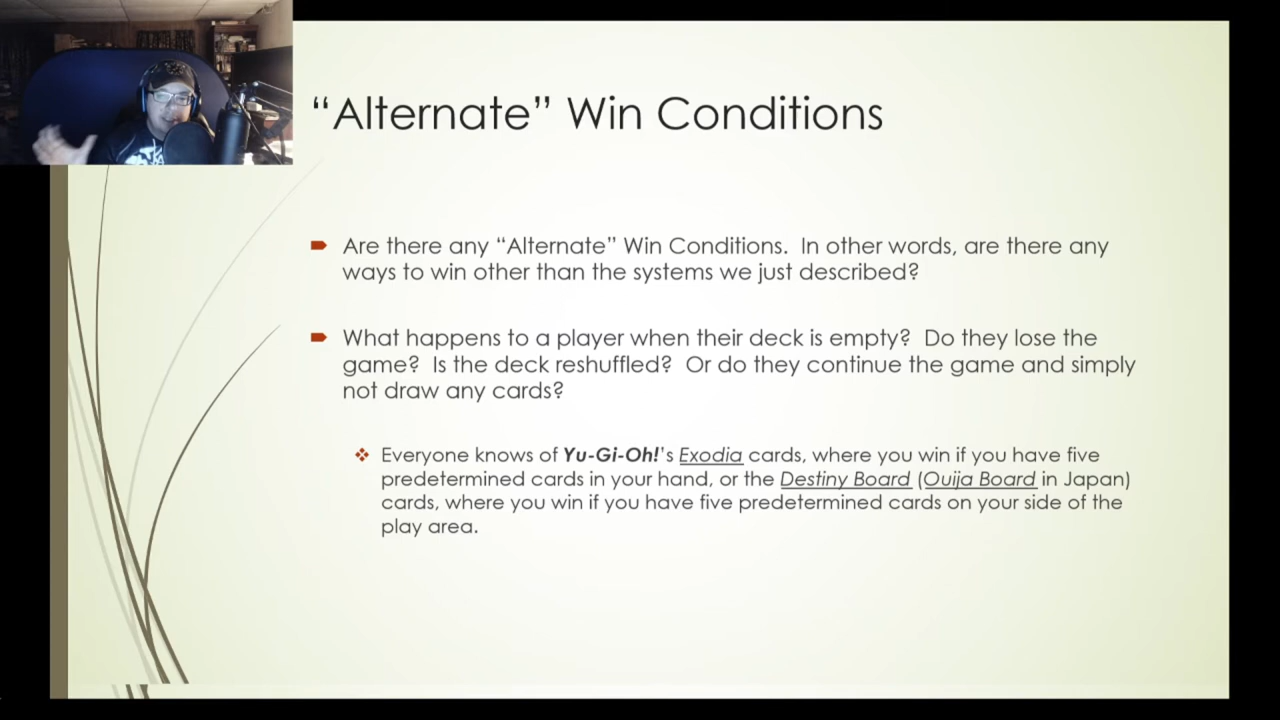 “Alternate” Win Conditions
Are there any “Alternate” Win Conditions.  In other words, are there any
ways to win other than the systems we just described?
What happens to a player when their deck is empty?  Do they lose the
game?  Is the deck reshuffled?  Or do they continue the game and simply
not draw any cards?
Everyone knows of Yu-Gi-Oh!’s Exodia cards, where you win if you have five
predetermined cards in your hand, or the Destiny Board (Ouija Board in Japan)
cards, where you win if you have five predetermined cards on your side of the
play area.